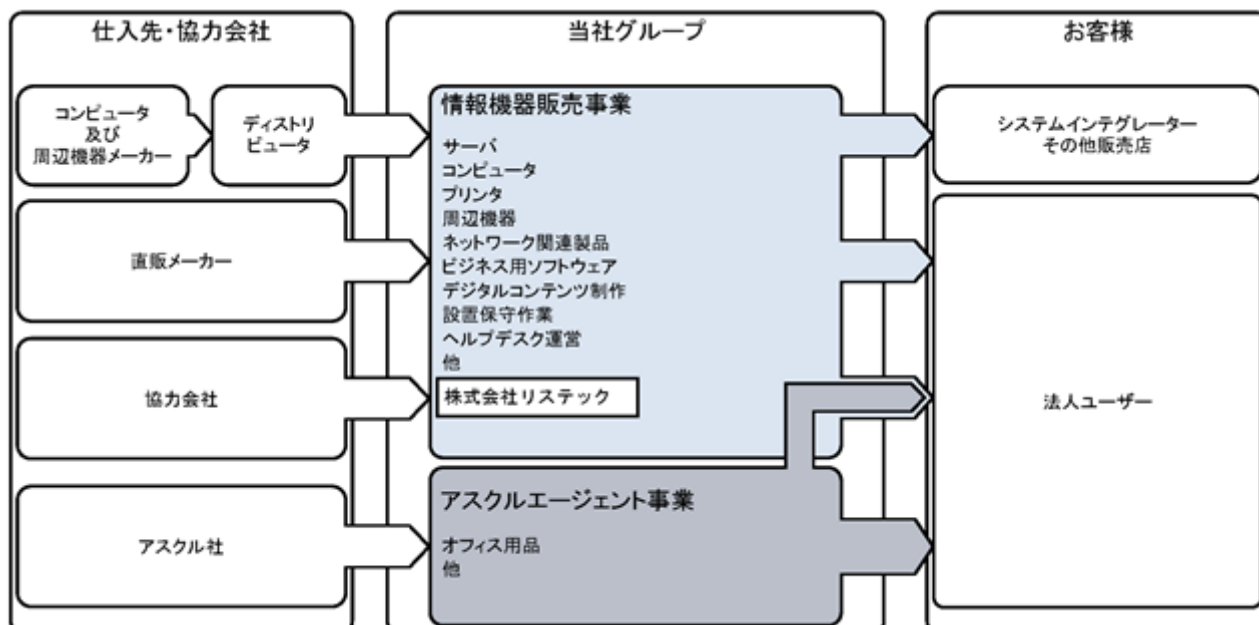 仕入先・協力会社
コンピュータ
及び
周辺機器メーカー
ディストリ
ビュータ
直販メーカー
協力会社
アスクル社
当社グループ
情報機器販売事業
サーバ
コンピュータ
プリンタ
周辺機器
ネットワーク関連製品
ビジネス用ソフトウェア
デジタルコンテンツ制作
設置保守作業
ヘルプデスク運営
他
株式会社リステック
アスクルエージェント事業
オフィス用品
他
お客様
システムインテグレーター
その他販売店
法人ユーザー